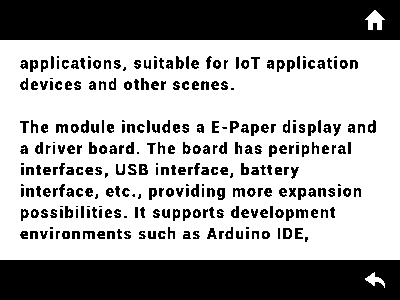 applications, suitable for IoT application
devices and other scenes.
The module includes a E-Paper display and
a driver board. The board has peripheral
interfaces, USB interface, battery
interface, etc., providing more expansion
possibilities. It supports development
environments such as Arduino IDE,